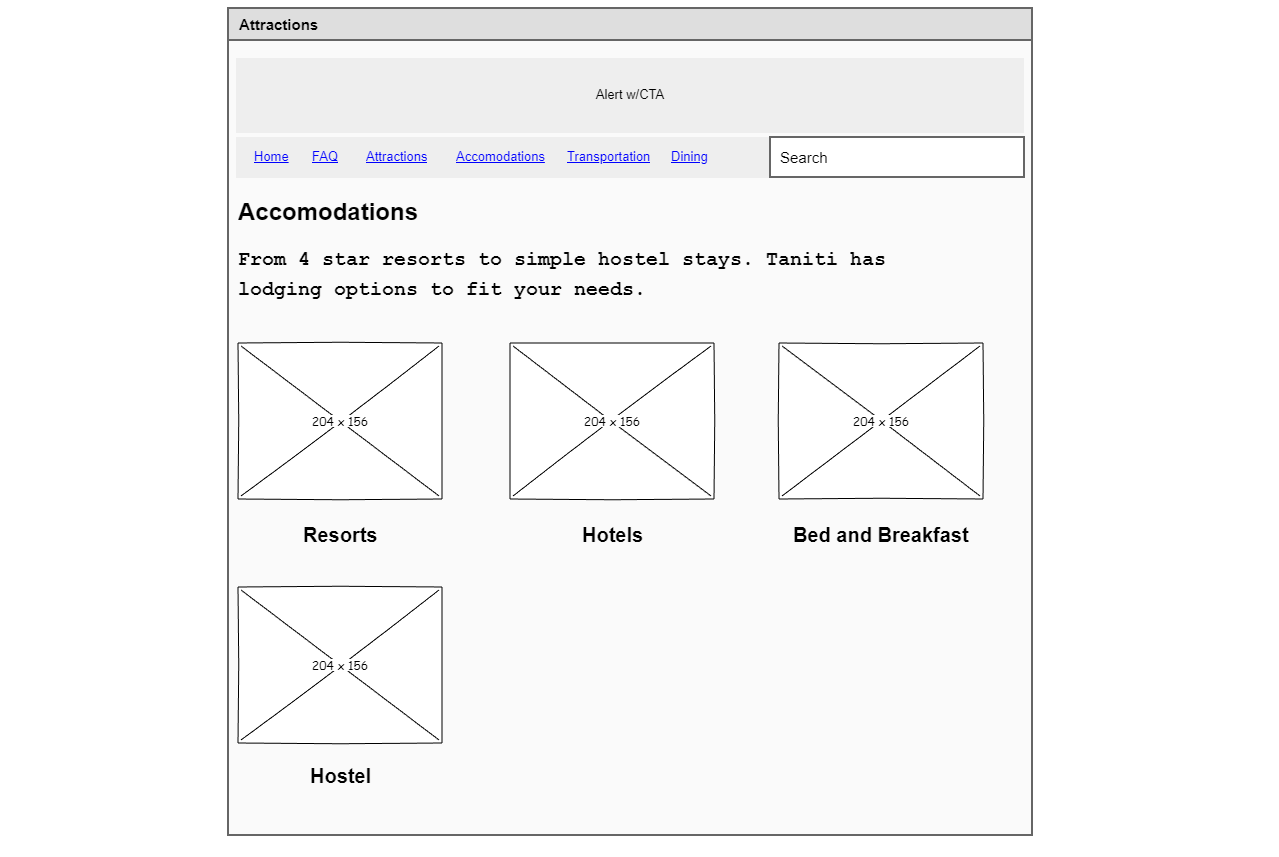 Attractions
Alert w/CTA
Home FAQ Attractions Accomodations Transportation Dining Search
Accomodations
From 4 star resorts to simple hostel stays. Taniti has
lodging options to fit your needs.
204 x 156 204 x 156 204 x 156
Resorts Hotels Bed and Breakfast
204 x 156
Hostel